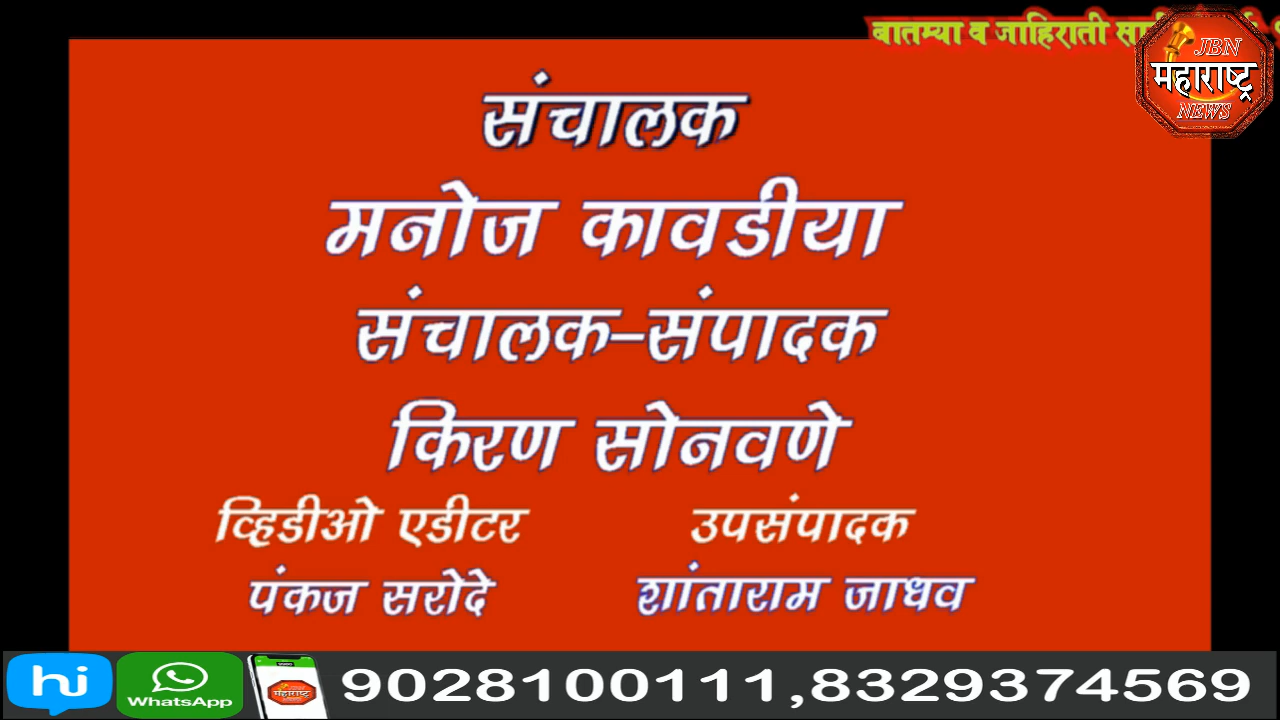 बातम्या व जाहिराती
JBN
महाराष्ट्र
NEWS
संचालक
मनोज कावडीया
संचालक-संपादक
किरण सोनवणे
व्हिडीओ एडीटर उपसंपादक
पंकज सरोदे शांताराम जाधव
hi WhatsApp महाराष्ट्र 9028100111,8329374569